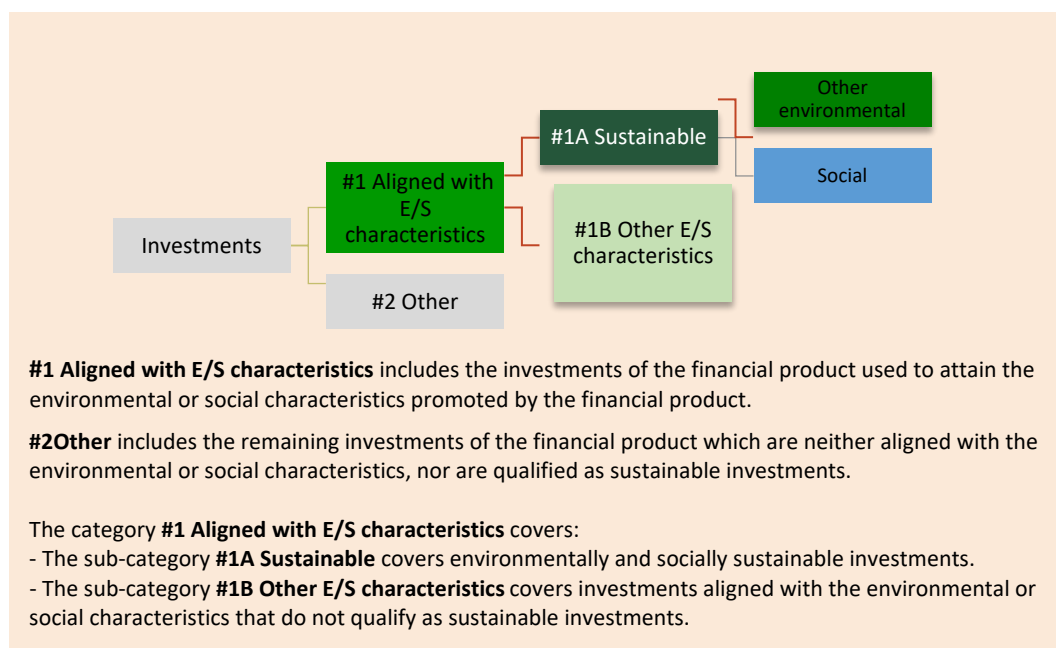 Other
environmental
#1A Sustainable
Social
#1 Aligned with
E/S
characteristics
#1B Other E/S
characteristics
Investments
#2 Other
#1 Aligned with E/S characteristics includes the investments of the financial product used to attain the
environmental or social characteristics promoted by the financial product.
#2Other includes the remaining investments of the financial product which are neither aligned with the
environmental or social characteristics, nor are qualified as sustainable investments.
The category #1 Aligned with E/S characteristics covers:
- The sub-category #1A Sustainable covers environmentally and socially sustainable investments.
- The sub-category #1B Other E/S characteristics covers investments aligned with the environmental or
social characteristics that do not qualify as sustainable investments.